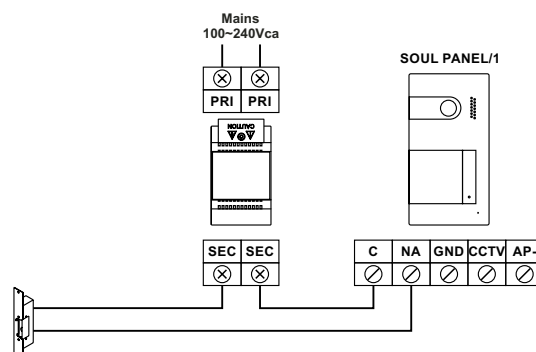 Mains
100~240Vca
SOUL PANEL/1
PRI PRI
CAUTION
SEC SEC
C NA GND CCTV AP-